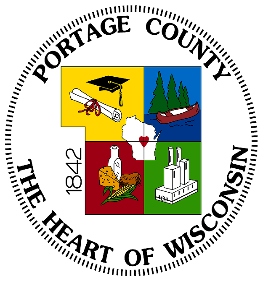 PORTAGE COUNTY
1842
THE HEART OF WISCONSIN